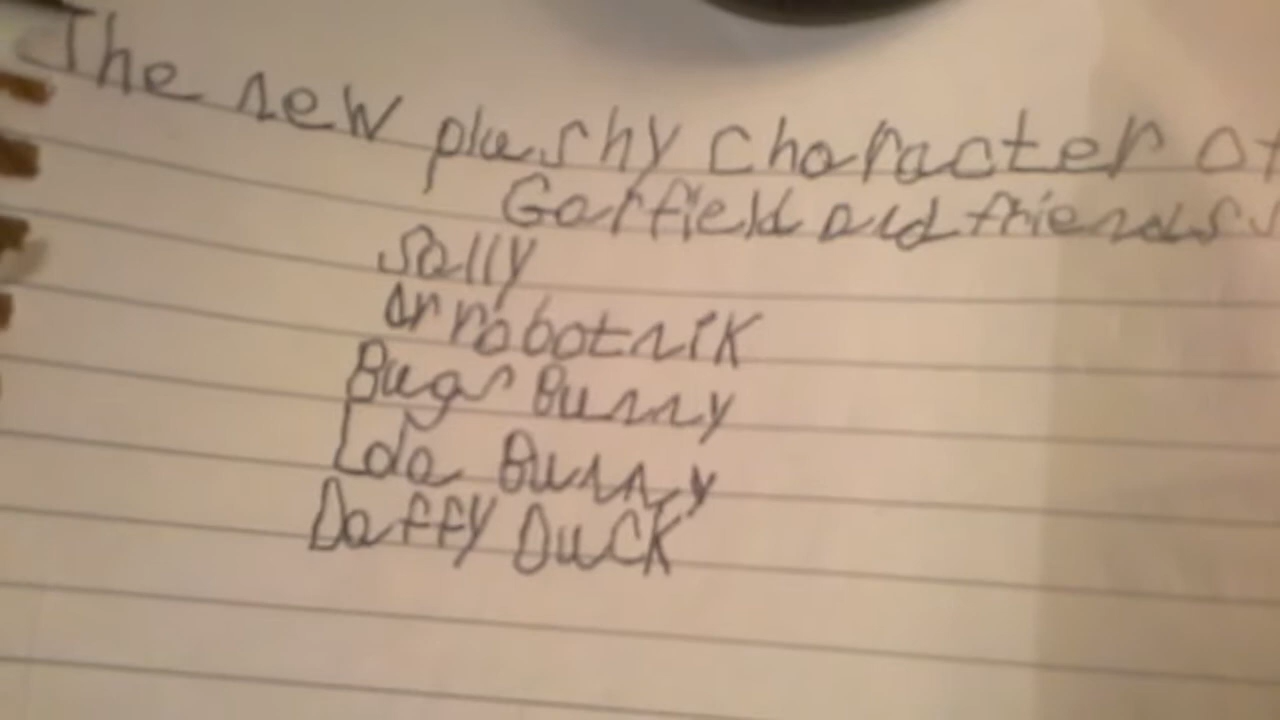 The new plushy character of
Garfield and friends
Sally
dr robotnik
Bugs Bunny
Lola Bunny
Daffy Duck